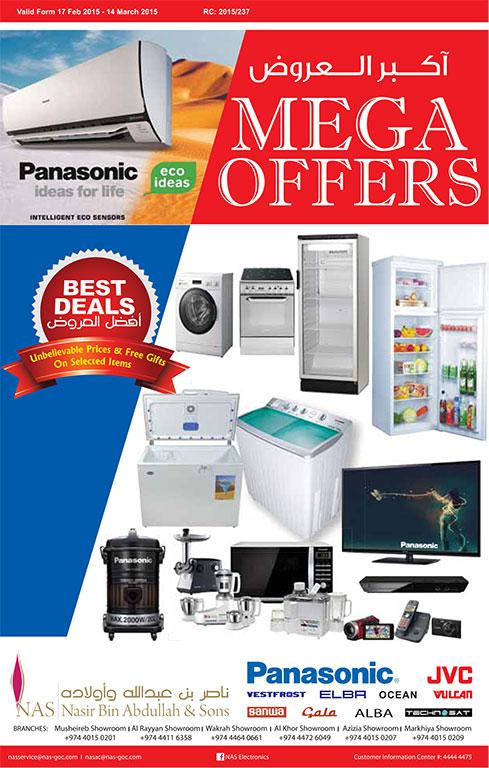 Valid Form 17 Feb 2015 - 14 March 2015 RC: 2015/237
أكبر العروض
MEGA
OFFERS
Panasonic
ideas for life
eco
ideas
INTELLIGENT ECO SENSORS
BEST
DEALS
أفضل العروض
Unbelievable Prices & Free Gifts
On Selected Items
Panasonic
Panasonic
HAX.2000W/20L
NAS
ناصر بن عبدالله وأولاده
Nasir Bin Abdullah & Sons
Panasonic
JVC
VESTFROST ELBA OCEAN VULCAN
SANWA Gala ALBA TECHNOSAT
BRANCHES: Musheireb Showroom | Al Rayyan Showroom | Wakrah Showroom | Al Khor Showroom | Azizia Showroom | Markhiya Showroom
+974 4015 0201 +974 4411 6358 +974 4464 0661 +974 4472 6049 +974 4015 0207 +974 4015 0209
nasservice@nas-goc.com | nasac@nas-goc.com f NAS Electronics Customer Information Center #: 4444 4475